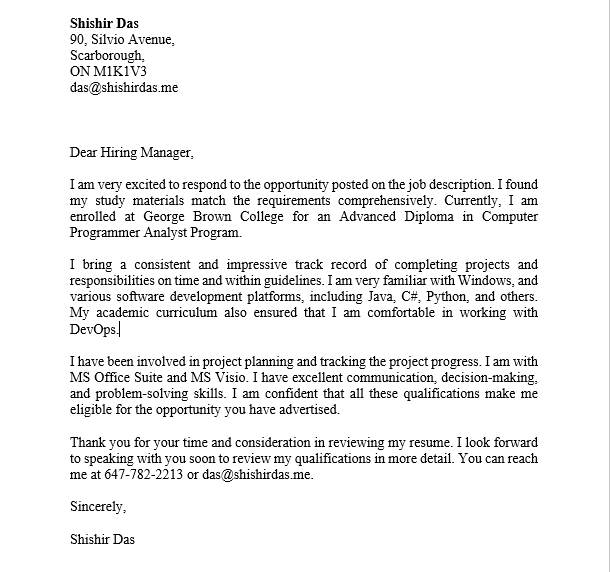 Shishir Das
90, Silvio Avenue,
Scarborough,
ON M1K1V3
das@shishirdas.me
Dear Hiring Manager,
I am very excited to respond to the opportunity posted on the job description. I found
my study materials match the requirements comprehensively. Currently, I am
enrolled at George Brown College for an Advanced Diploma in Computer
Programmer Analyst Program.
I bring a consistent and impressive track record of completing projects and
responsibilities on time and within guidelines. I am very familiar with Windows, and
various software development platforms, including Java, C#, Python, and others.
My academic curriculum also ensured that I am comfortable in working with
DevOps.
I have been involved in project planning and tracking the project progress. I am with
MS Office Suite and MS Visio. I have excellent communication, decision-making,
and problem-solving skills. I am confident that all these qualifications make me
eligible for the opportunity you have advertised.
Thank you for your time and consideration in reviewing my resume. I look forward
to speaking with you soon to review my qualifications in more detail. You can reach
me at 647-782-2213 or das@shishirdas.me.
Sincerely,
Shishir Das